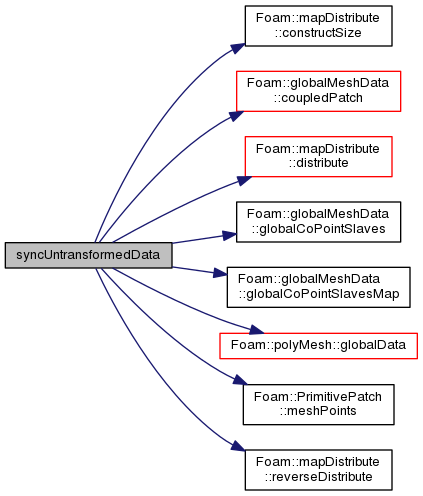 Foam::mapDistribute
::constructSize
Foam::globalMeshData
::coupledPatch
Foam::mapDistribute
::distribute
Foam::globalMeshData
::globalCoPointSlaves
syncUntransformedData
Foam::globalMeshData
::globalCoPointSlavesMap
Foam::polyMesh::globalData
Foam::PrimitivePatch
::meshPoints
Foam::mapDistribute
::reverseDistribute